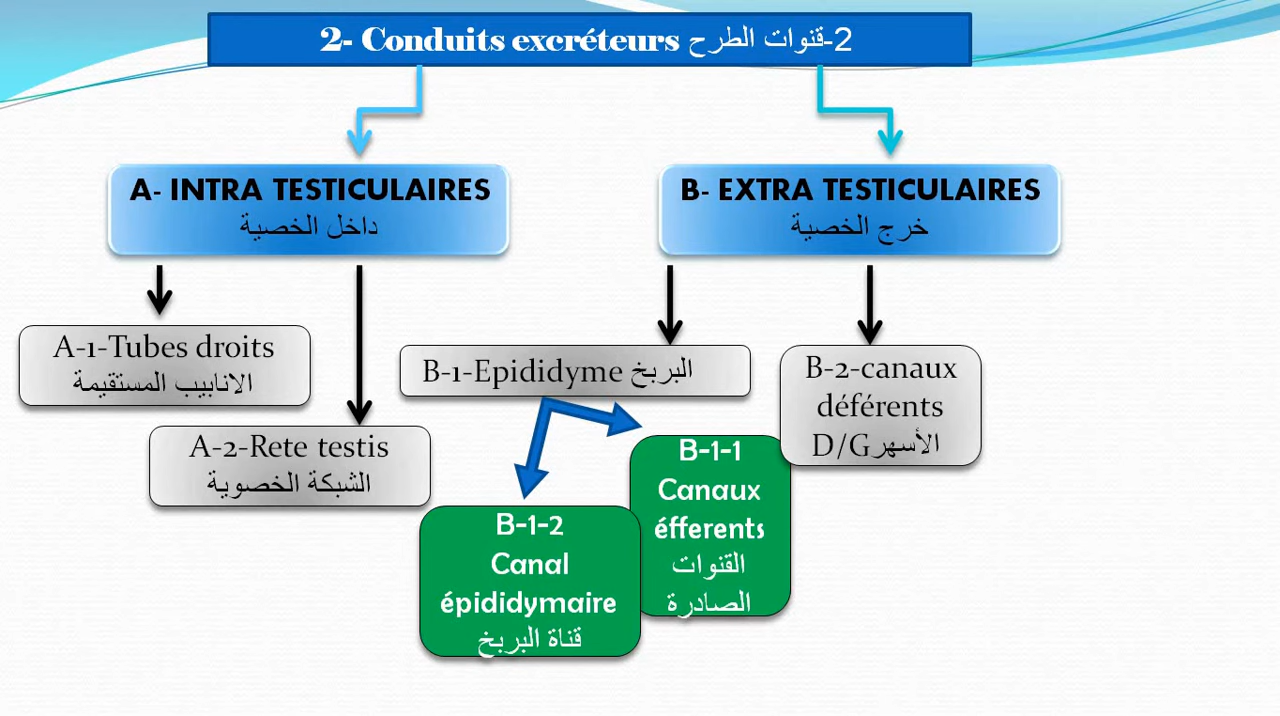 2- Conduits excréteurs 2-قنوات الطرح
A- INTRA TESTICULAIRES
داخل الخصية
B- EXTRA TESTICULAIRES
خرج الخصية
A-1-Tubes droits
الانابيب المستقيمة
A-2-Rete testis
الشبكة الخصوية
B-1-Epididyme البربخ
B-2-canaux
déférents
D/Gالأسهر
B-1-1
Canaux
éfferents
القنوات
الصادرة
B-1-2
Canal
épididymaire
قناة البربخ